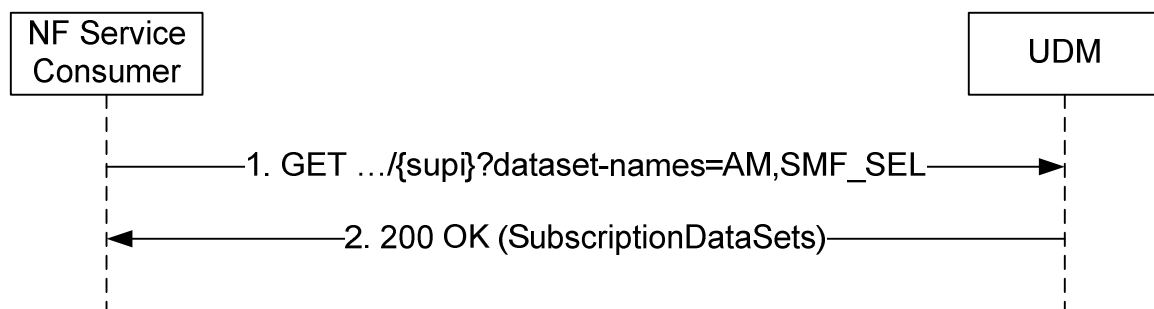 NF Service
Consumer
UDM
1. GET …/{supi}?dataset-names=AM,SMF_SEL
2. 200 OK (SubscriptionDataSets)